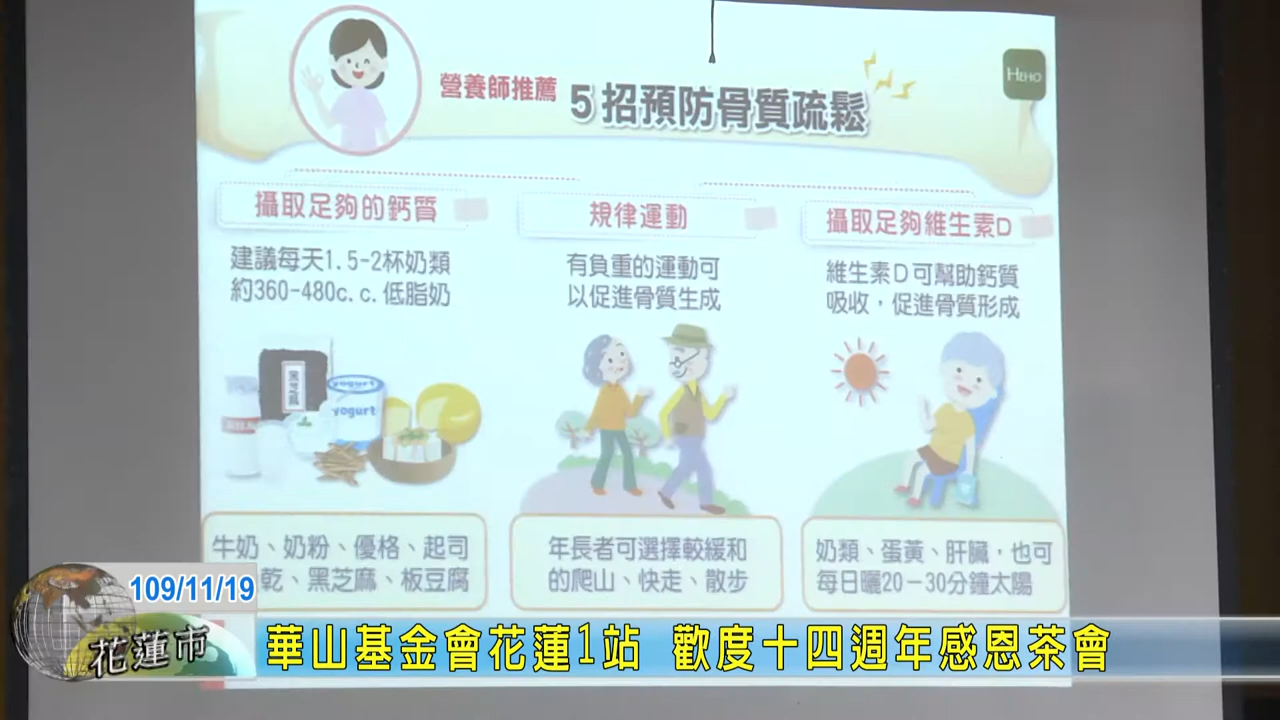 營養師推薦 5招預防骨質疏鬆
HEHO
攝取足夠的鈣質
建議每天1.5-2杯奶類
約360-480c.c.低脂奶
黑芝麻
yogurt
yogurt
牛奶、奶粉、優格、起司
乾、黑芝麻、板豆腐
規律運動
有負重的運動可
以促進骨質生成
年長者可選擇較緩和
的爬山、快走、散步
攝取足夠維生素D
維生素D可幫助鈣質
吸收，促進骨質形成
奶類、蛋黃、肝臟，也可
每日曬20-30分鐘太陽
109/11/19
花蓮市
華山基金會花蓮1站 歡度十四週年感恩茶會